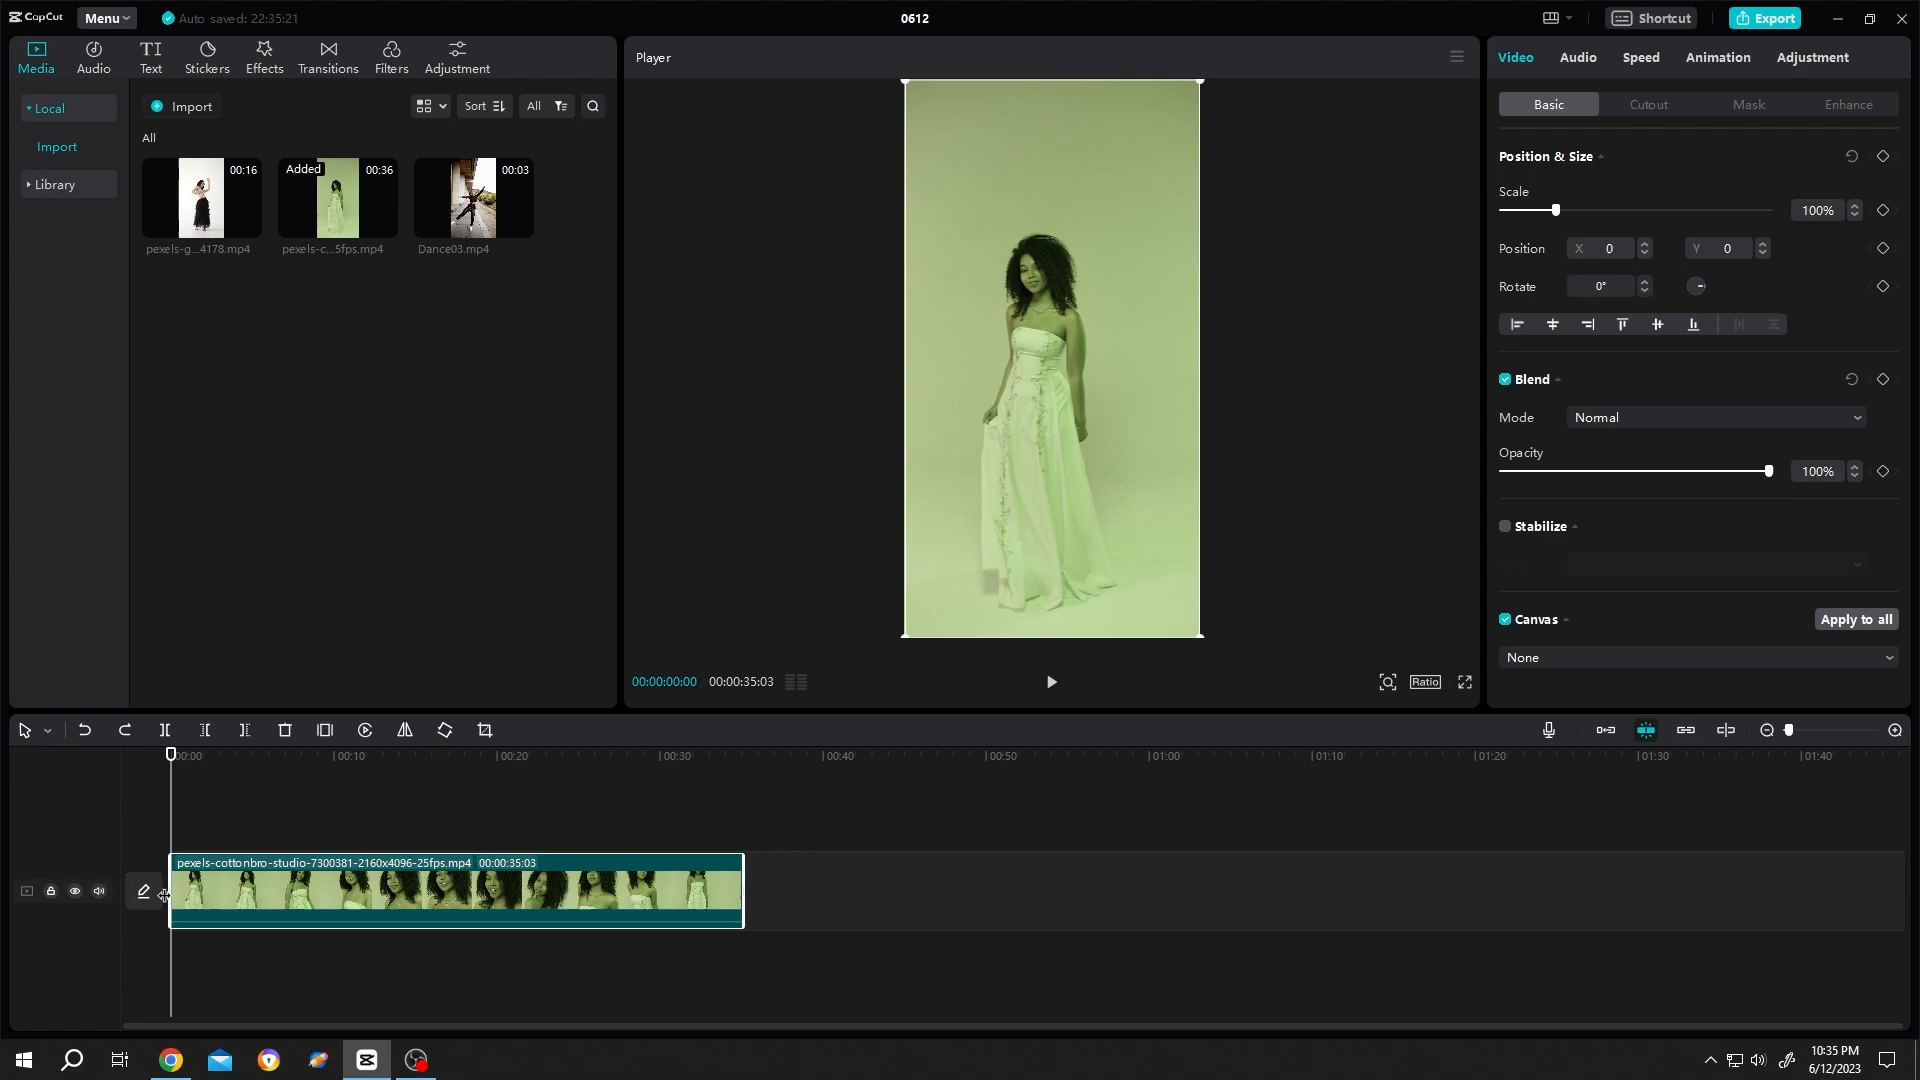 CapCut
Menu
Auto saved: 22:35:21
0612
Shortcut
Export
Media
Audio
Text
Stickers
Effects
Transitions
Filters
Adjustment
Local
Import
Library
Import
Sort
All
All
00:16
pexels-g...4178.mp4
Added
00:36
pexels-c...5fps.mp4
00:03
Dance03.mp4
Player
00:00:00:00
00:00:35:03
Ratio
Video
Audio
Speed
Animation
Adjustment
Basic
Cutout
Mask
Enhance
Position & Size
Scale
100%
Position X 0 Y 0
Rotate 0°
Blend
Mode Normal
Opacity
100%
Stabilize
Canvas
Apply to all
None
00:00 00:10 00:20 00:30 00:40 00:50 01:00 01:10 01:20 01:30 01:40
pexels-cottonbro-studio-7300381-2160x4096-25fps.mp4 00:00:35:03
10:35 PM
6/12/2023